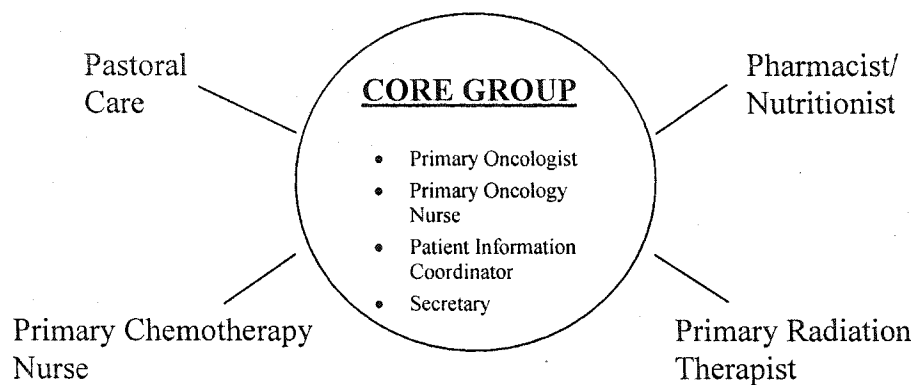 Pastoral
Care
CORE GROUP
Pharmacist/
Nutritionist
• Primary Oncologist
• Primary Oncology
Nurse
• Patient Information
Coordinator
• Secretary
Primary Chemotherapy
Nurse
Primary Radiation
Therapist